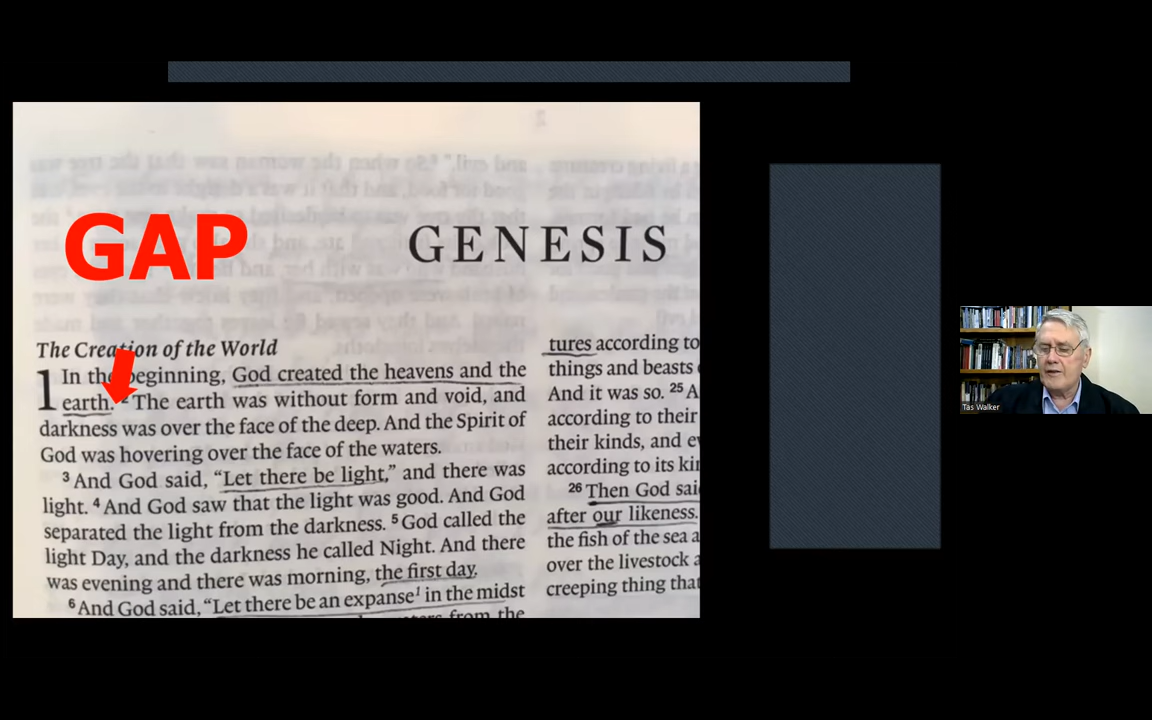 GAP
GENESIS
The Creation of the World
1 In the beginning, God created the heavens and the
earth. 2 The earth was without form and void, and
darkness was over the face of the deep. And the Spirit of
God was hovering over the face of the waters.
3 And God said, “Let there be light,” and there was
light. 4 And God saw that the light was good. And God
separated the light from the darkness. 5 God called the
light Day, and the darkness he called Night. And there
was evening and there was morning, the first day.
6 And God said, “Let there be an expanse1 in the midst
from the
tures according to
things and beasts
And it was so. 25 A
according to their
their kinds, and ev
according to its kin
26 Then God said
after our likeness.
the fish of the sea a
over the livestock a
creeping thing that
Tas Walker